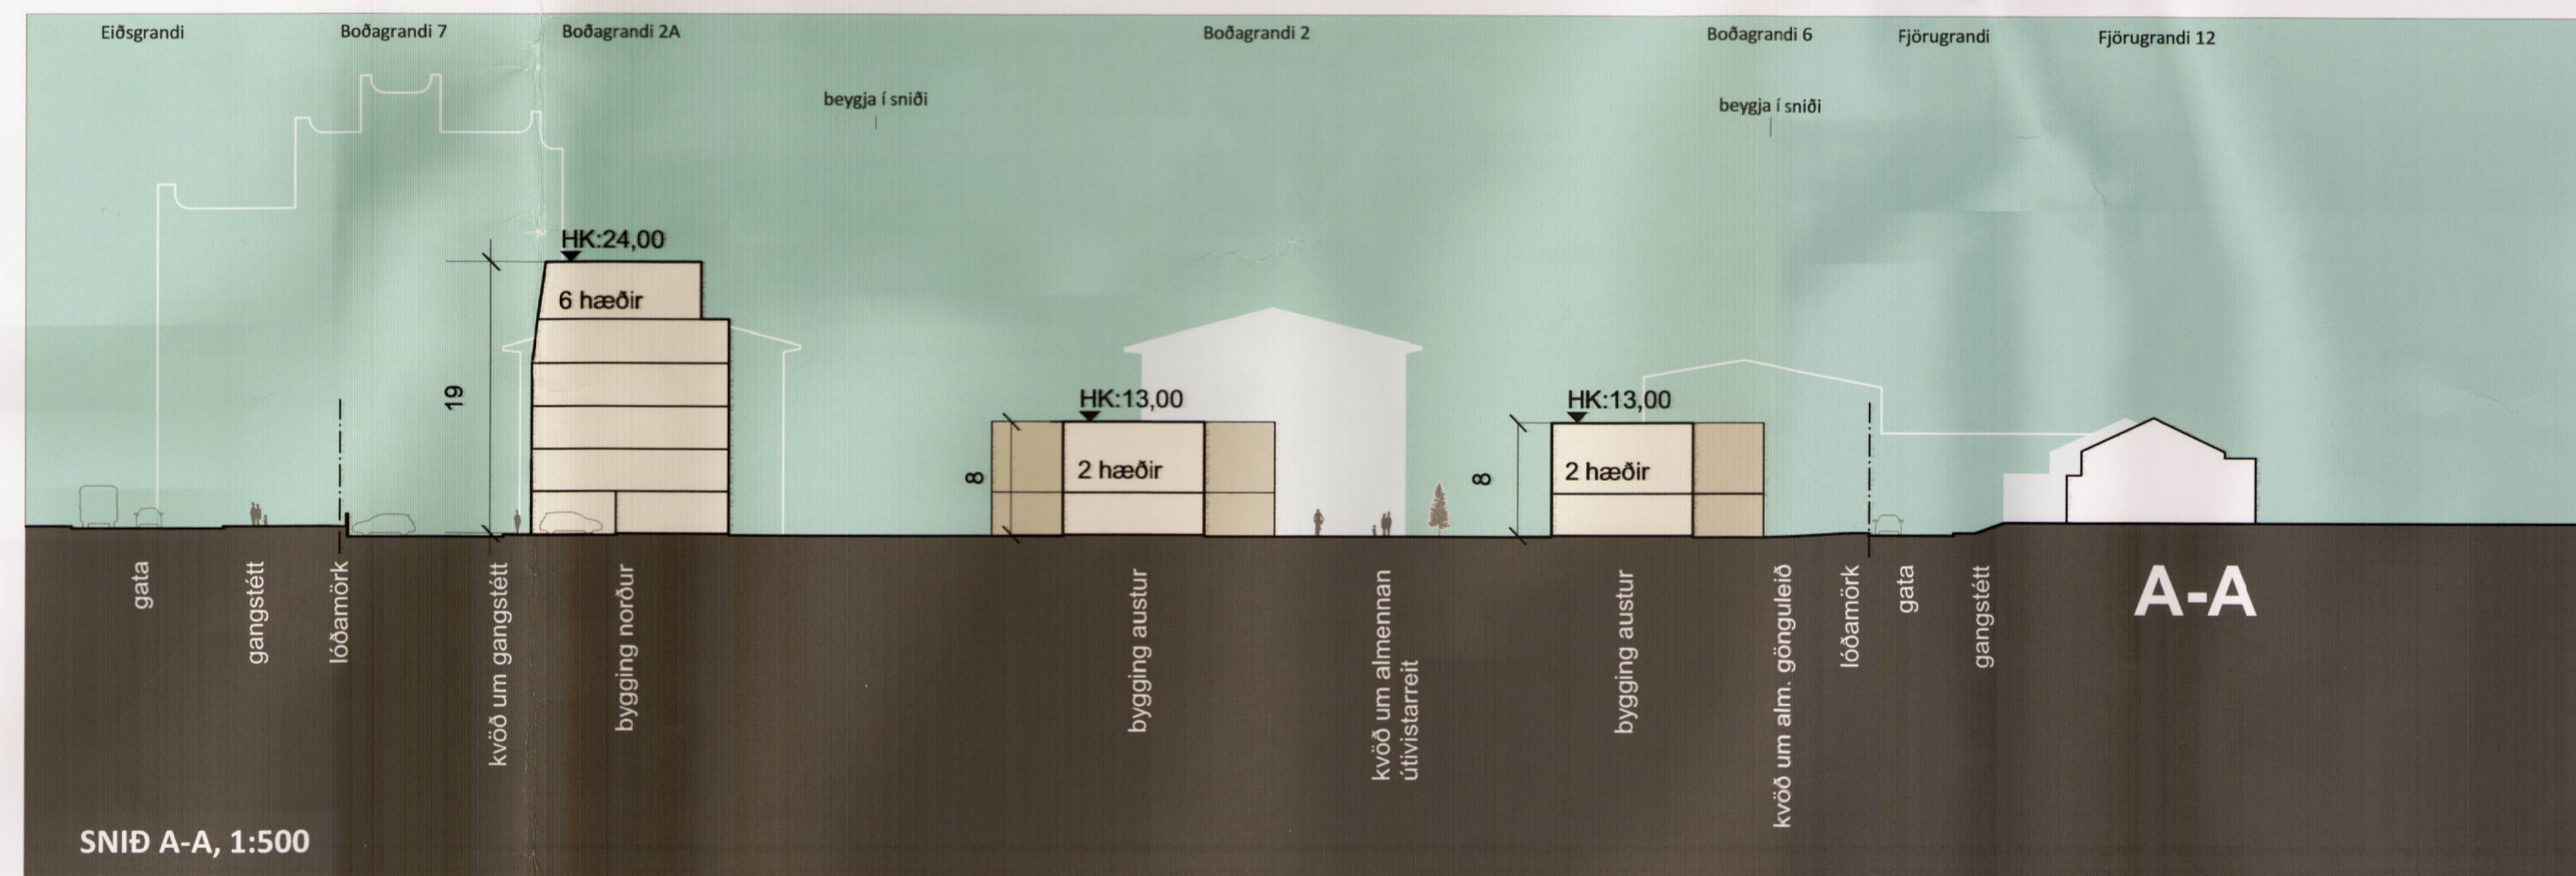 Eiðsgrandi
Boðagrandi 7
Boðagrandi 2A
Boðagrandi 2
Boðagrandi 6
Fjörugrandi
Fjörugrandi 12
beygja í sniði
beygja í sniði
HK:24,00
6 hæðir
19
HK:13,00
2 hæðir
8
HK:13,00
2 hæðir
8
gata
gangstétt
lóðamörk
kvöð um gangstétt
bygging norður
bygging austur
kvöð um almennan
útivistarreit
bygging austur
kvöð um alm. gönguleið
lóðamörk
gata
gangstétt
A-A
SNIÐ A-A, 1:500